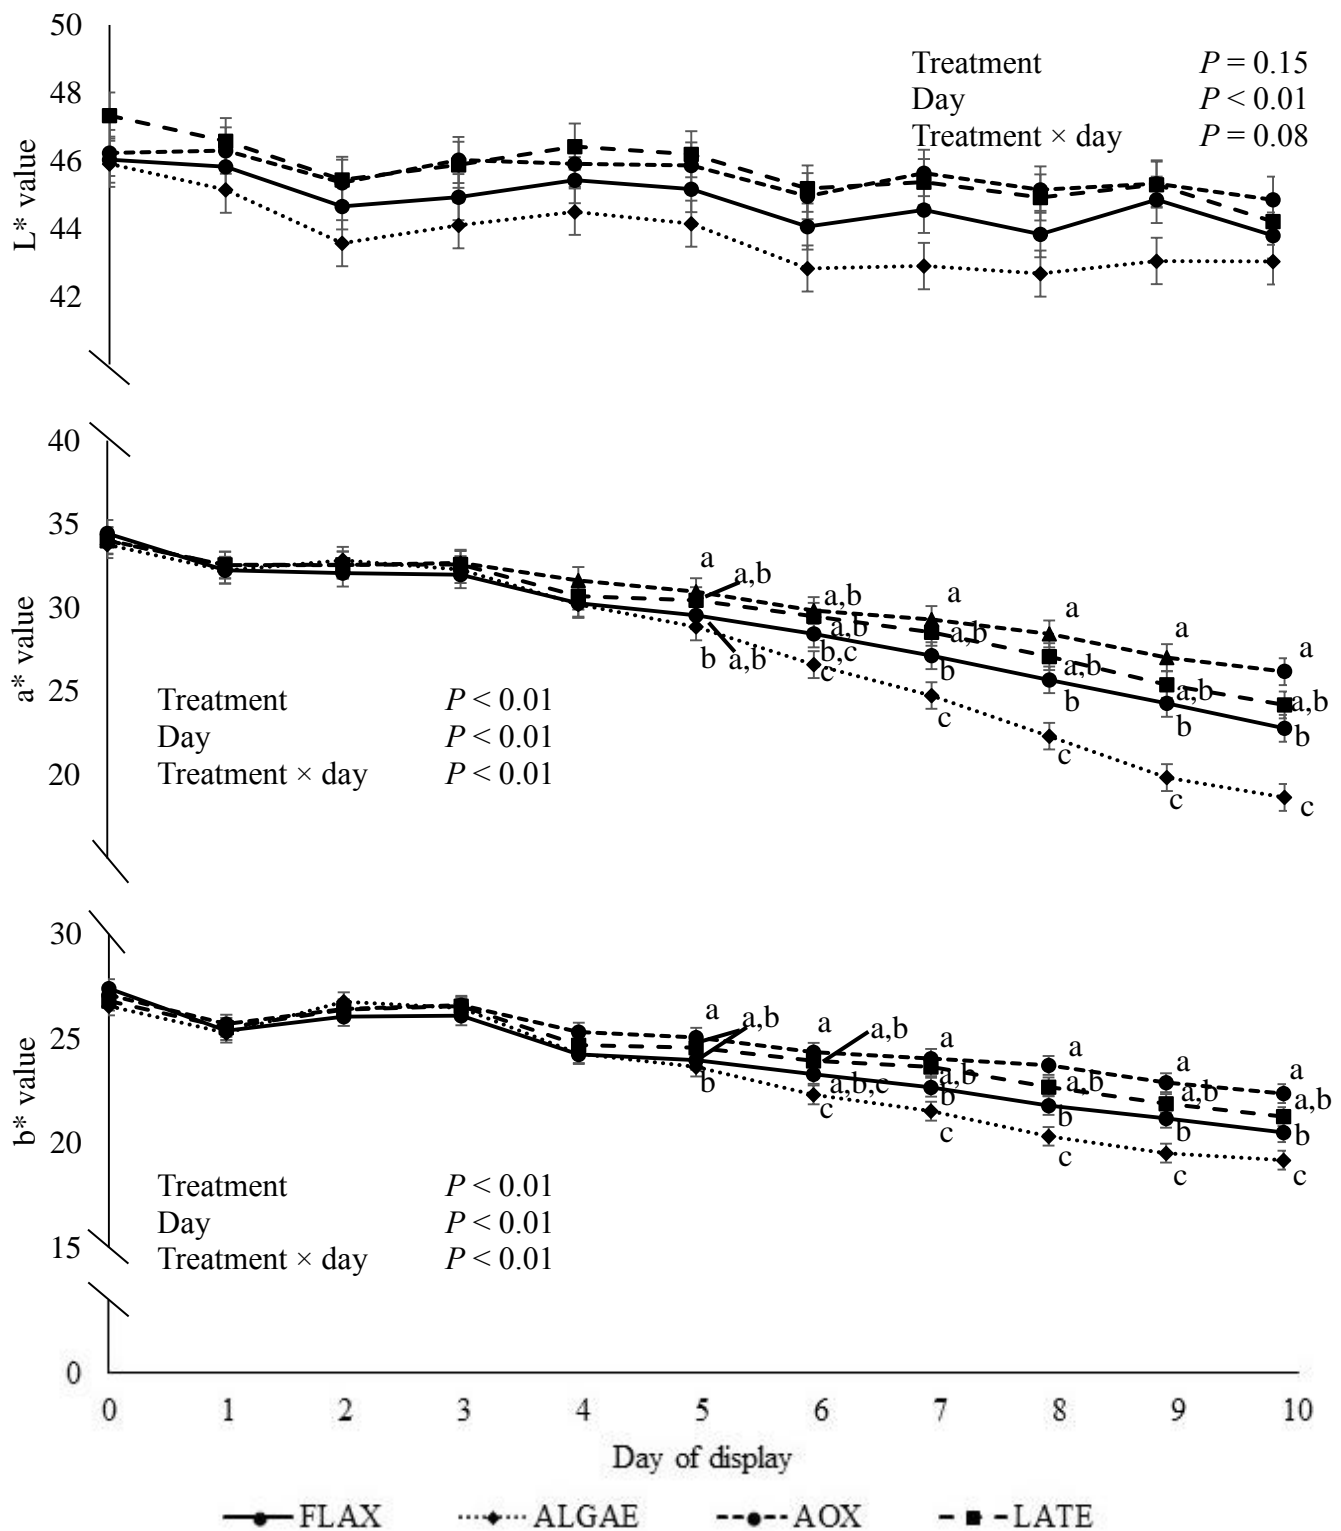 50
48
46
44
42
L* value
Treatment P = 0.15
Day P < 0.01
Treatment × day P = 0.08
40
35
30
25
20
a* value
a
a,b
a,b
b
a,b
a,b
b,c
c
a
a,b
b
c
a
a,b
b
c
a
a,b
b
c
a
a,b
b
c
Treatment P < 0.01
Day P < 0.01
Treatment × day P < 0.01
30
25
20
15
0
b* value
a
a,b
b
a
a,b
a,b,c
c
a
a,b
b
c
a
a,b
b
c
a
a,b
b
c
a
a,b
b
c
Treatment P < 0.01
Day P < 0.01
Treatment × day P < 0.01
0 1 2 3 4 5 6 7 8 9 10
Day of display
FLAX ALGAE AOX LATE